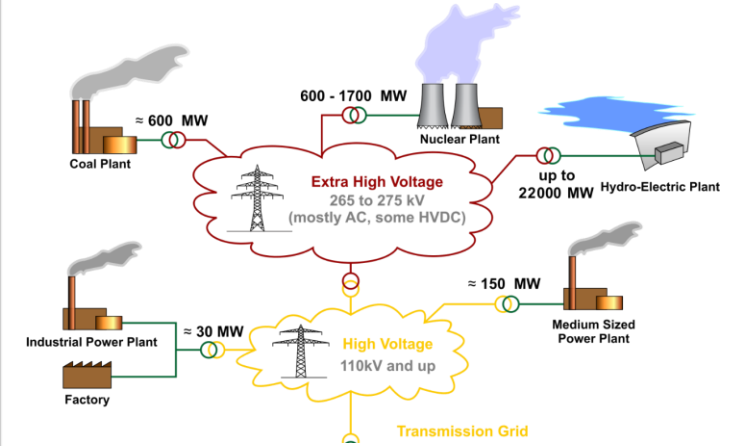 600 - 1700 MW
≈ 600 MW
Nuclear Plant
Coal Plant
Extra High Voltage
265 to 275 kV
(mostly AC, some HVDC)
up to
22000 MW
Hydro-Electric Plant
≈ 150 MW
≈ 30 MW
Medium Sized
Power Plant
Industrial Power Plant
High Voltage
110kV and up
Factory
Transmission Grid